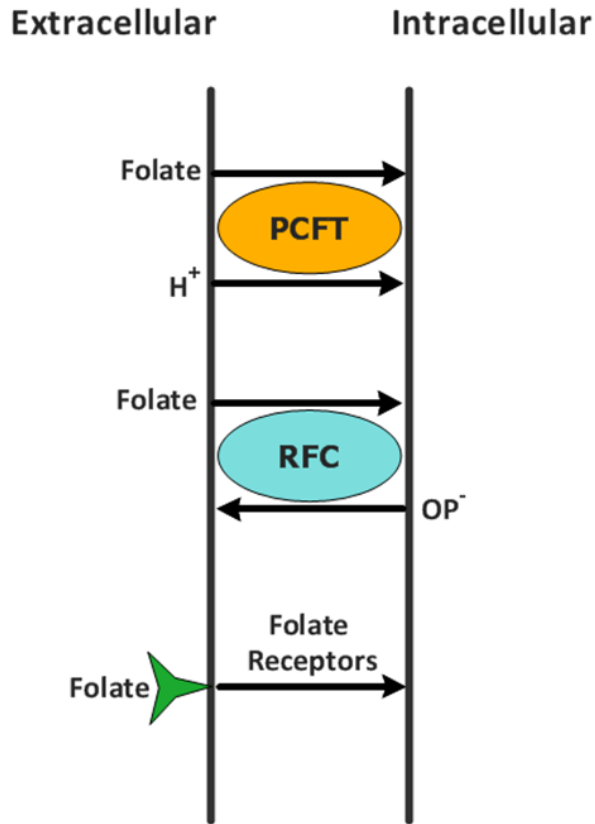 Extracellular Intracellular
Folate
PCFT
H⁺
Folate
RFC
OP⁻
Folate
Receptors
Folate